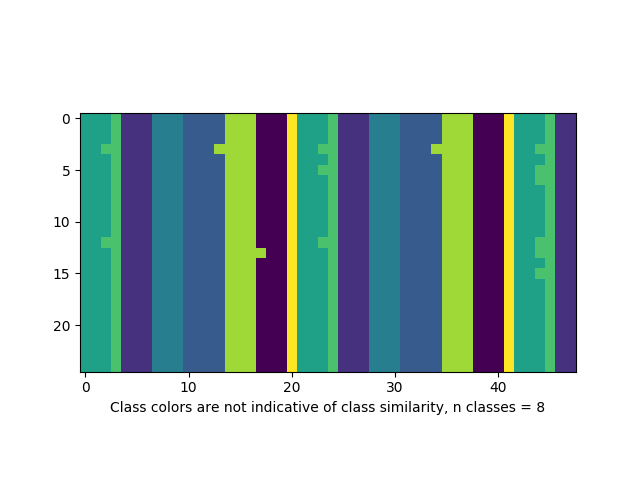 0
5
10
15
20
0 10 20 30 40
Class colors are not indicative of class similarity, n classes = 8